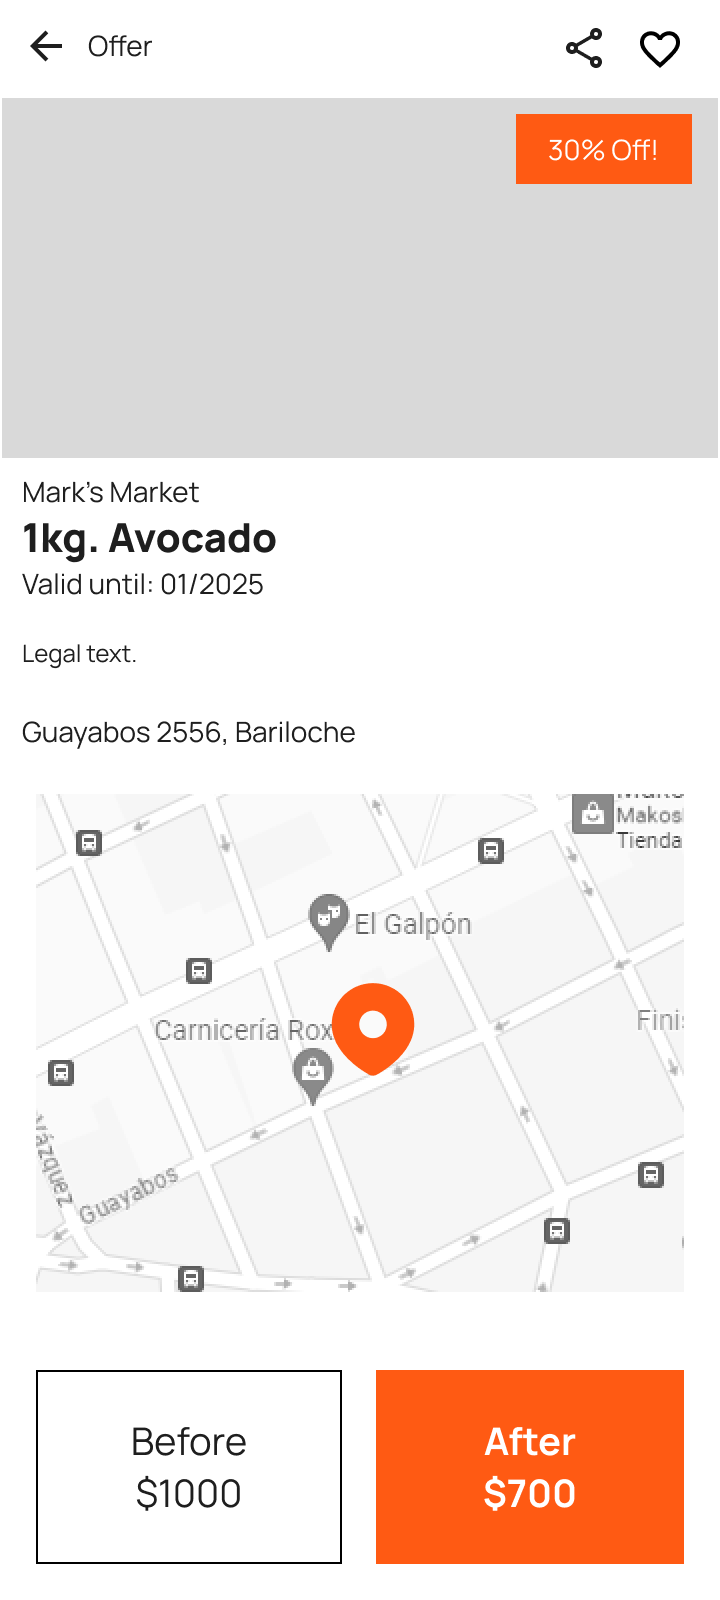 Offer
30% Off!
Mark's Market
1kg. Avocado
Valid until: 01/2025
Legal text.
Guayabos 2556, Bariloche
Makos
Tienda
El Galpón
Carnicería Rox
Finis
Vázquez
Guayabos
Before
$1000
After
$700